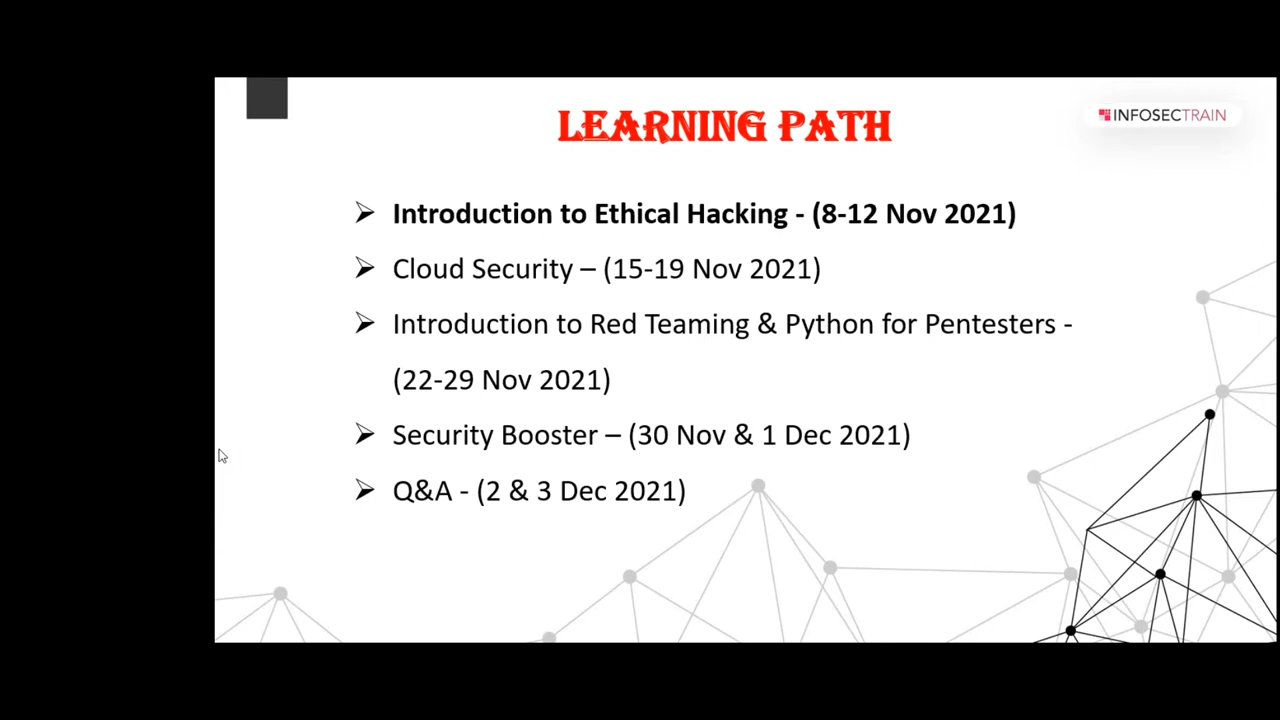 LEARNING PATH
INFOSECTRAIN
➢ Introduction to Ethical Hacking - (8-12 Nov 2021)
➢ Cloud Security – (15-19 Nov 2021)
➢ Introduction to Red Teaming & Python for Pentesters -
(22-29 Nov 2021)
➢ Security Booster – (30 Nov & 1 Dec 2021)
➢ Q&A - (2 & 3 Dec 2021)